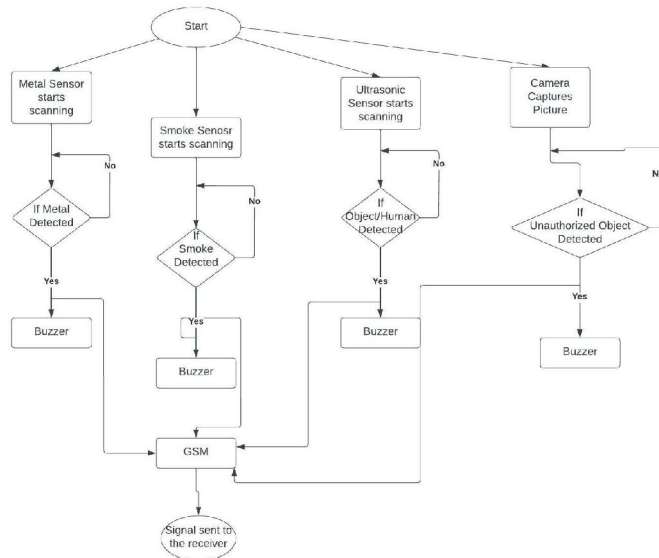 Start
Metal Sensor
starts
scanning
Smoke Senosr
starts scanning
Ultrasonic
Sensor starts
scanning
Camera
Captures
Picture
No
No
No
N
If Metal
Detected
If
Smoke
Detected
If
Object/Human
Detected
If
Unauthorized Object
Detected
Yes
Yes
Yes
Yes
Buzzer
Buzzer
Buzzer
Buzzer
GSM
Signal sent to
the receiver